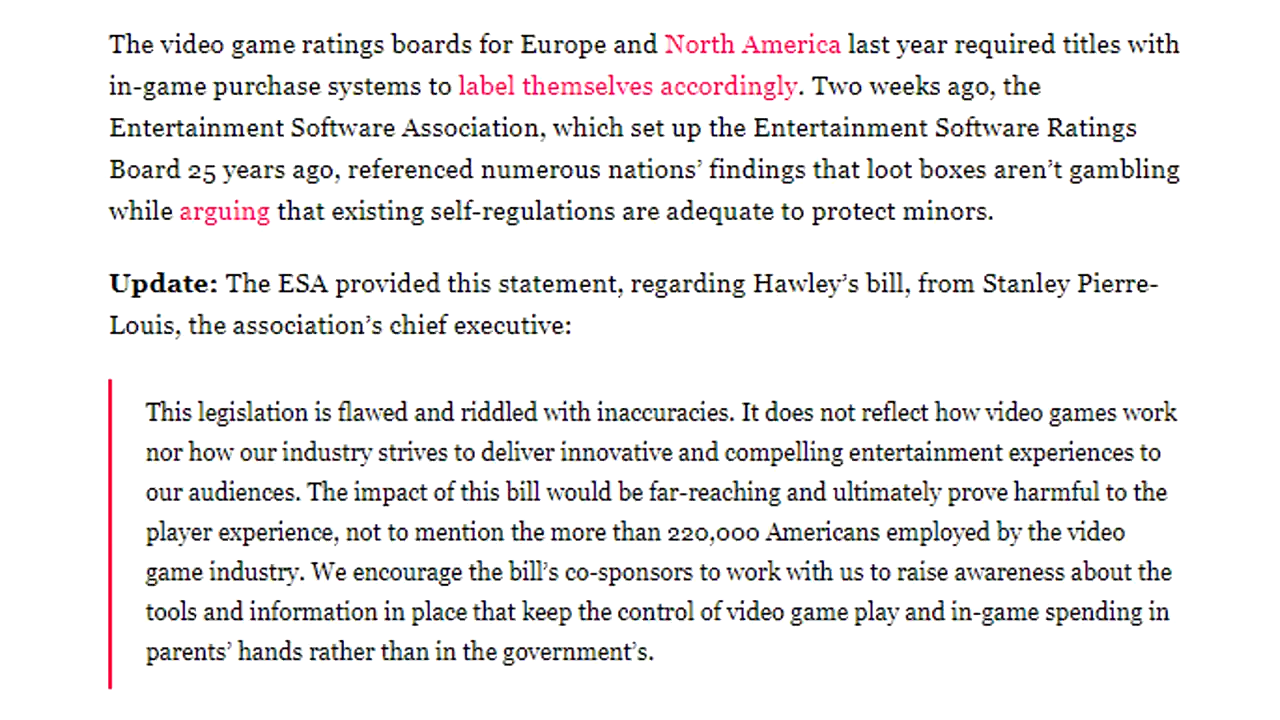 The video game ratings boards for Europe and North America last year required titles with
in-game purchase systems to label themselves accordingly. Two weeks ago, the
Entertainment Software Association, which set up the Entertainment Software Ratings
Board 25 years ago, referenced numerous nations’ findings that loot boxes aren’t gambling
while arguing that existing self-regulations are adequate to protect minors.
Update: The ESA provided this statement, regarding Hawley’s bill, from Stanley Pierre-
Louis, the association’s chief executive:
This legislation is flawed and riddled with inaccuracies. It does not reflect how video games work
nor how our industry strives to deliver innovative and compelling entertainment experiences to
our audiences. The impact of this bill would be far-reaching and ultimately prove harmful to the
player experience, not to mention the more than 220,000 Americans employed by the video
game industry. We encourage the bill’s co-sponsors to work with us to raise awareness about the
tools and information in place that keep the control of video game play and in-game spending in
parents’ hands rather than in the government’s.